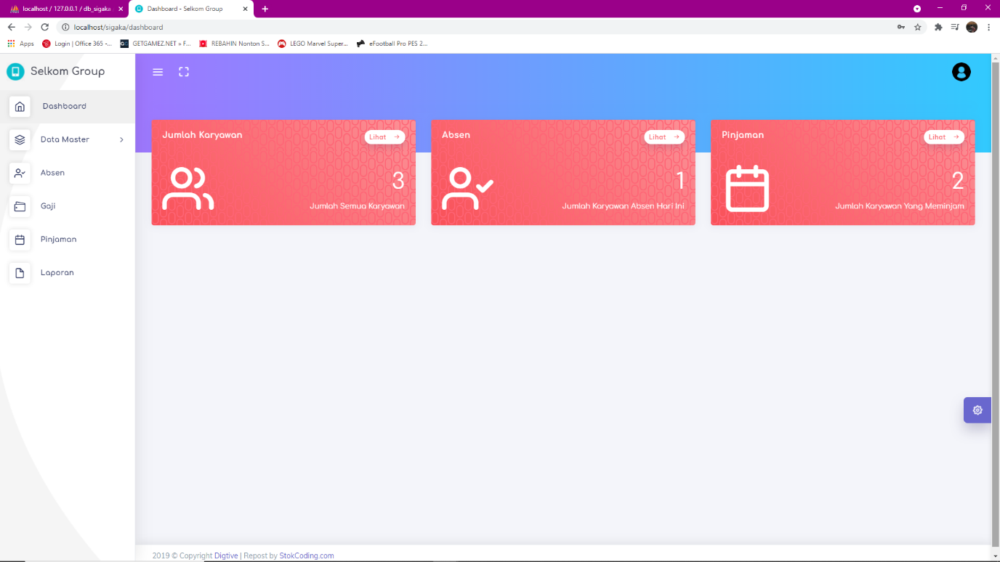 localhost / 127.0.0.1 / db_sigaka
Dashboard - Selkom Group
localhost/sigaka/dashboard
Apps
Login | Office 365 -...
GETGAMEZ.NET » F...
REBAHIN Nonton S...
LEGO Marvel Super...
eFootball Pro PES 2...
Selkom Group
Dashboard
Data Master
Absen
Gaji
Pinjaman
Laporan
Jumlah Karyawan
Lihat
3
Jumlah Semua Karyawan
Absen
Lihat
1
Jumlah Karyawan Absen Hari Ini
Pinjaman
Lihat
2
Jumlah Karyawan Yang Meminjam
2019 © Copyright Digtive | Repost by StokCoding.com